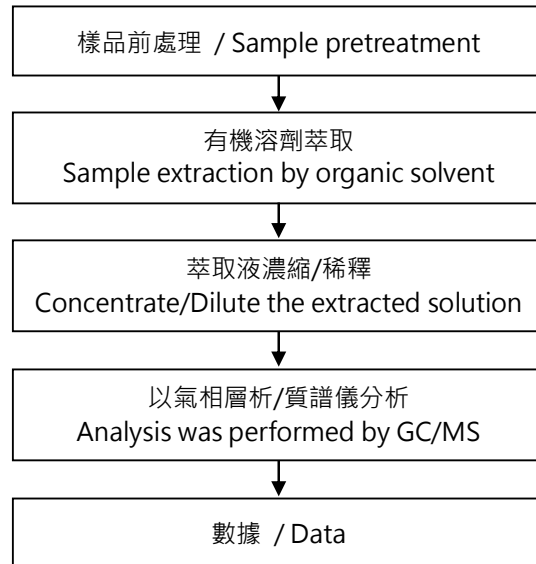 樣品前處理 / Sample pretreatment
有機溶劑萃取
Sample extraction by organic solvent
萃取液濃縮/稀釋
Concentrate/Dilute the extracted solution
以氣相層析/質譜儀分析
Analysis was performed by GC/MS
數據 / Data